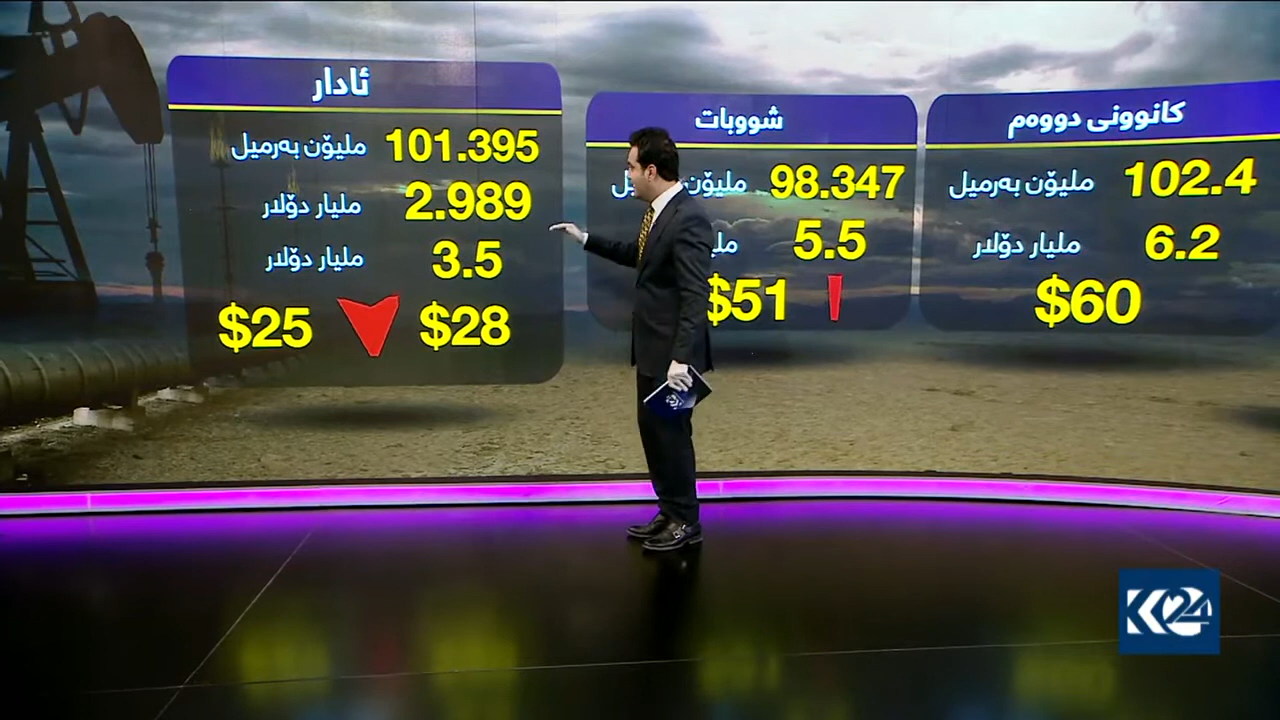 کانوونی دووەم
102.4 ملیۆن بەرمیل
6.2 ملیار دۆلار
$60
شووبات
98.347 ملیۆن
5.5
$51
ئادار
101.395 ملیۆن بەرمیل
2.989 ملیار دۆلار
3.5 ملیار دۆلار
$28 $25
K24